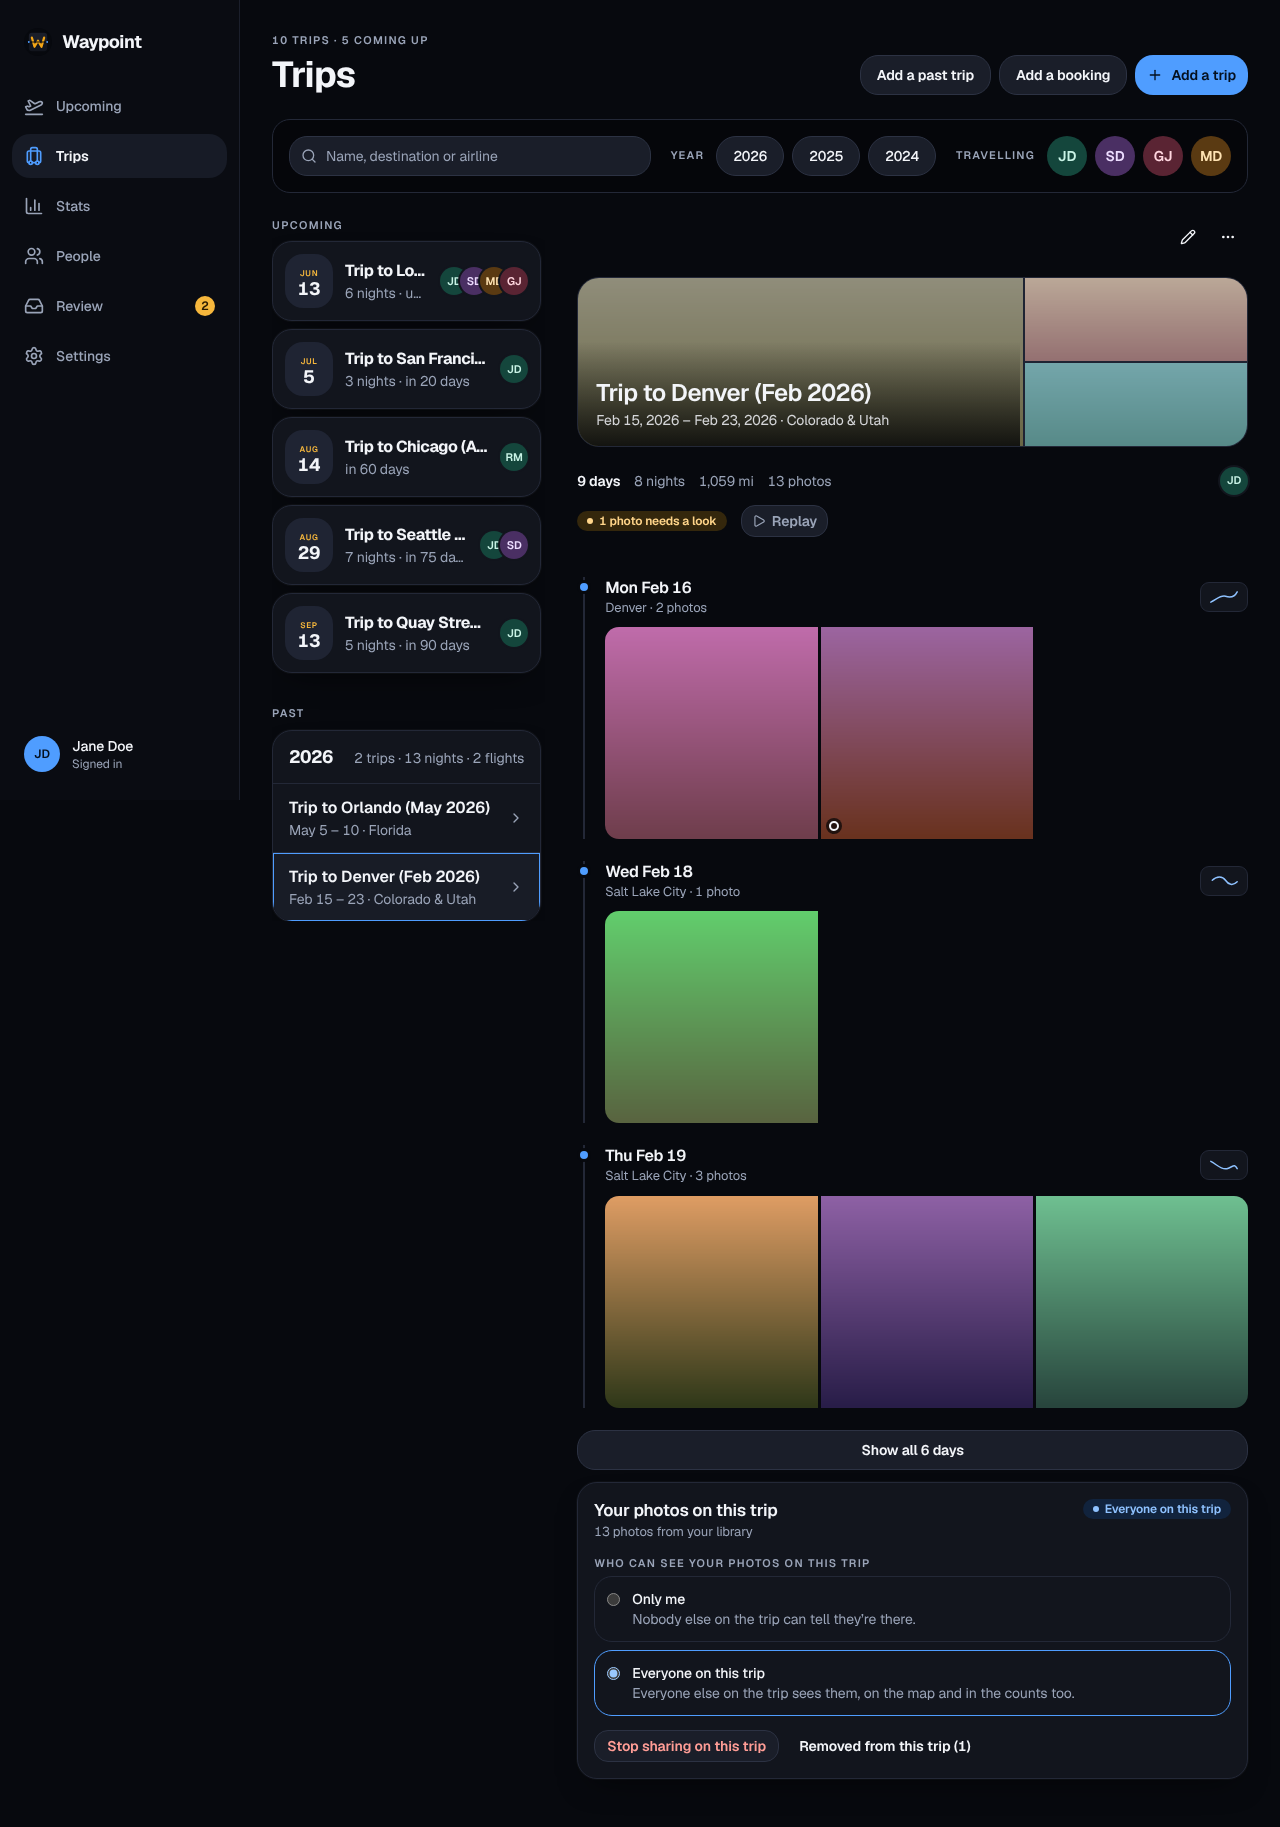 Waypoint
Upcoming
Trips
Stats
People
Review
2
Settings
JD
Jane Doe
Signed in
10 TRIPS · 5 COMING UP
Trips
Add a past trip
Add a booking
Add a trip
Name, destination or airline
YEAR
2026
2025
2024
TRAVELLING
JD
SD
GJ
MD
UPCOMING
JUN
13
Trip to Lo...
6 nights · u...
GJ
JUL
5
Trip to San Franci...
3 nights · in 20 days
JD
AUG
14
Trip to Chicago (A...
in 60 days
RM
AUG
29
Trip to Seattle ...
7 nights · in 75 da...
SD
SEP
13
Trip to Quay Stre...
5 nights · in 90 days
JD
PAST
2026
2 trips · 13 nights · 2 flights
Trip to Orlando (May 2026)
May 5 – 10 · Florida
Trip to Denver (Feb 2026)
Feb 15 – 23 · Colorado & Utah
Trip to Denver (Feb 2026)
Feb 15, 2026 – Feb 23, 2026 · Colorado & Utah
9 days 8 nights 1,059 mi 13 photos
JD
1 photo needs a look
Replay
Mon Feb 16
Denver · 2 photos
Wed Feb 18
Salt Lake City · 1 photo
Thu Feb 19
Salt Lake City · 3 photos
Show all 6 days
Your photos on this trip
Everyone on this trip
13 photos from your library
WHO CAN SEE YOUR PHOTOS ON THIS TRIP
Only me
Nobody else on the trip can tell they're there.
Everyone on this trip
Everyone else on the trip sees them, on the map and in the counts too.
Stop sharing on this trip
Removed from this trip (1)